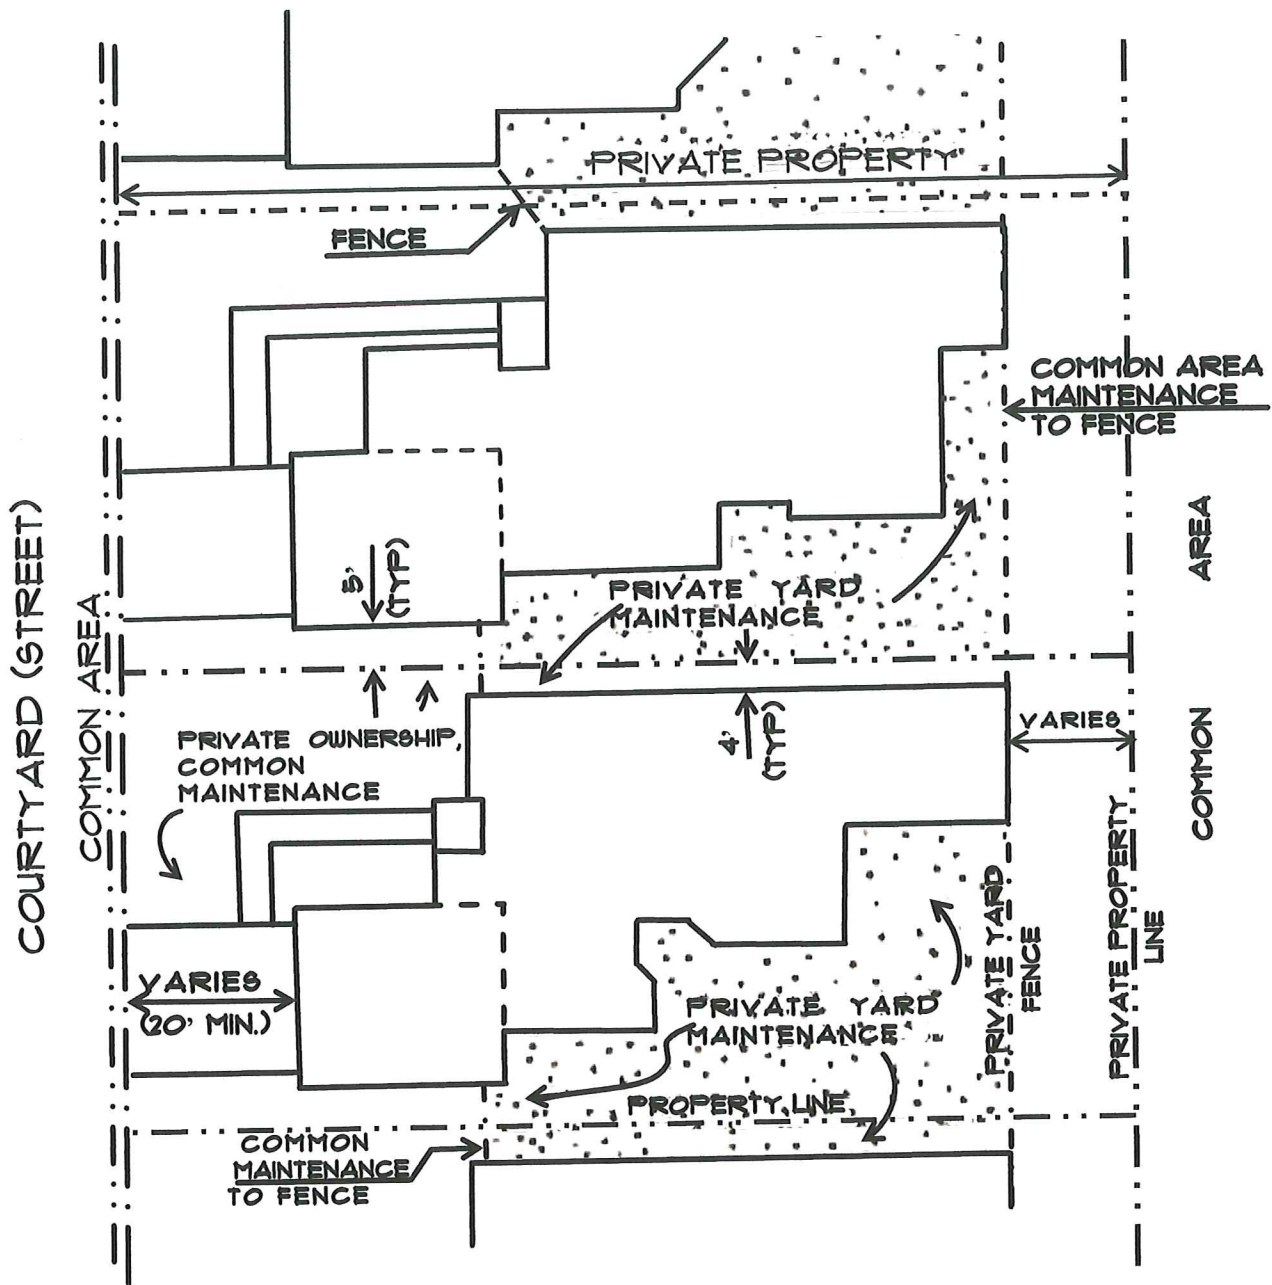 PRIVATE PROPERTY
FENCE
COMMON AREA
MAINTENANCE
TO FENCE
COURTYARD (STREET)
COMMON AREA
5'
(TYP)
PRIVATE YARD
MAINTENANCE
AREA
COMMON
PRIVATE OWNERSHIP,
COMMON
MAINTENANCE
4'
(TYP)
VARIES
VARIES
(20' MIN.)
PRIVATE YARD
FENCE
PRIVATE PROPERTY
LINE
PRIVATE YARD
MAINTENANCE
PROPERTY LINE
COMMON
MAINTENANCE
TO FENCE